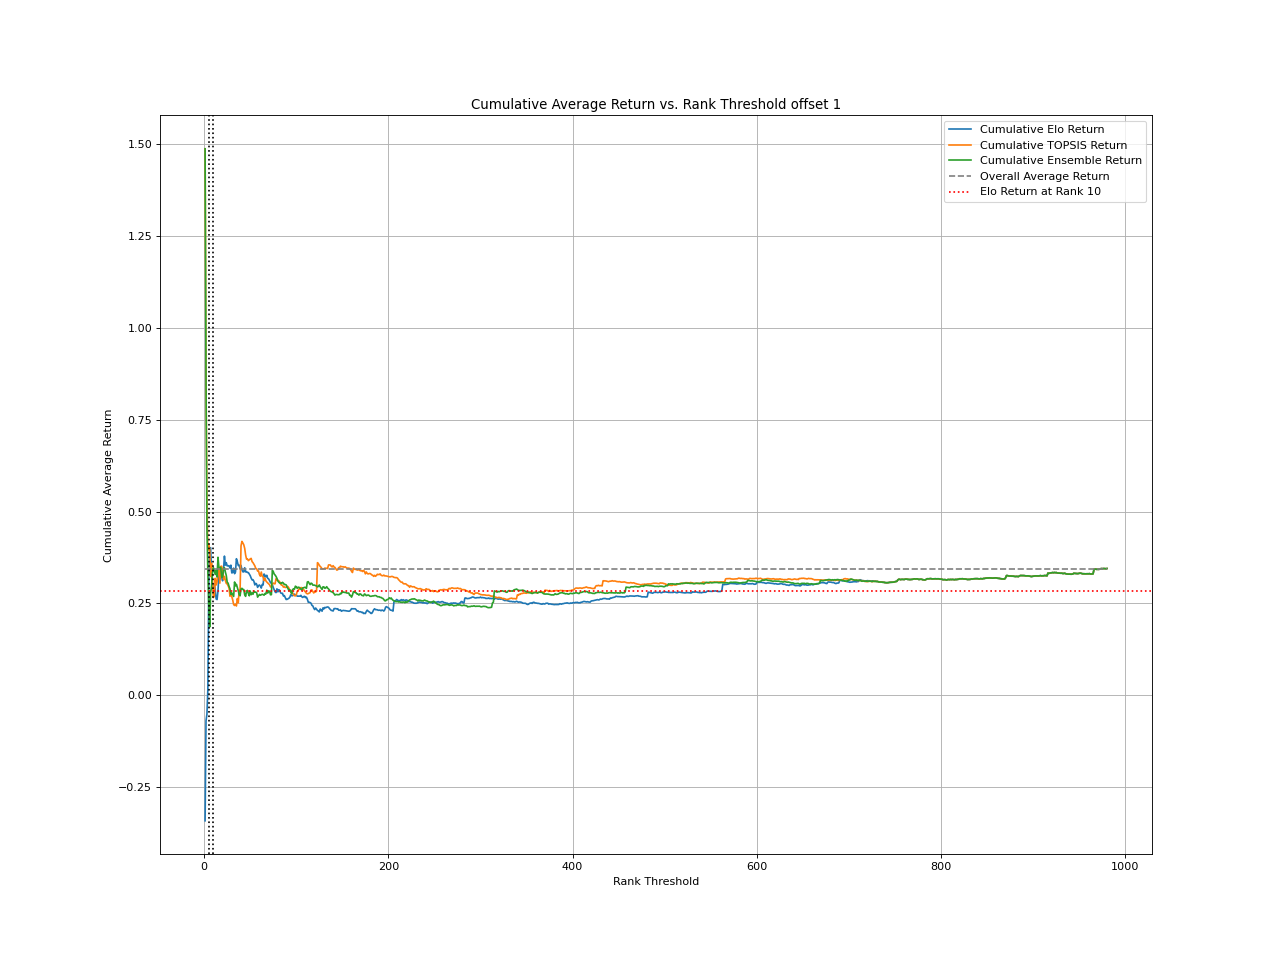 Cumulative Average Return vs. Rank Threshold offset 1
Cumulative Elo Return
Cumulative TOPSIS Return
Cumulative Ensemble Return
Overall Average Return
Elo Return at Rank 10
Cumulative Average Return
1.50
1.25
1.00
0.75
0.50
0.25
0.00
−0.25
0
200
400
600
800
1000
Rank Threshold